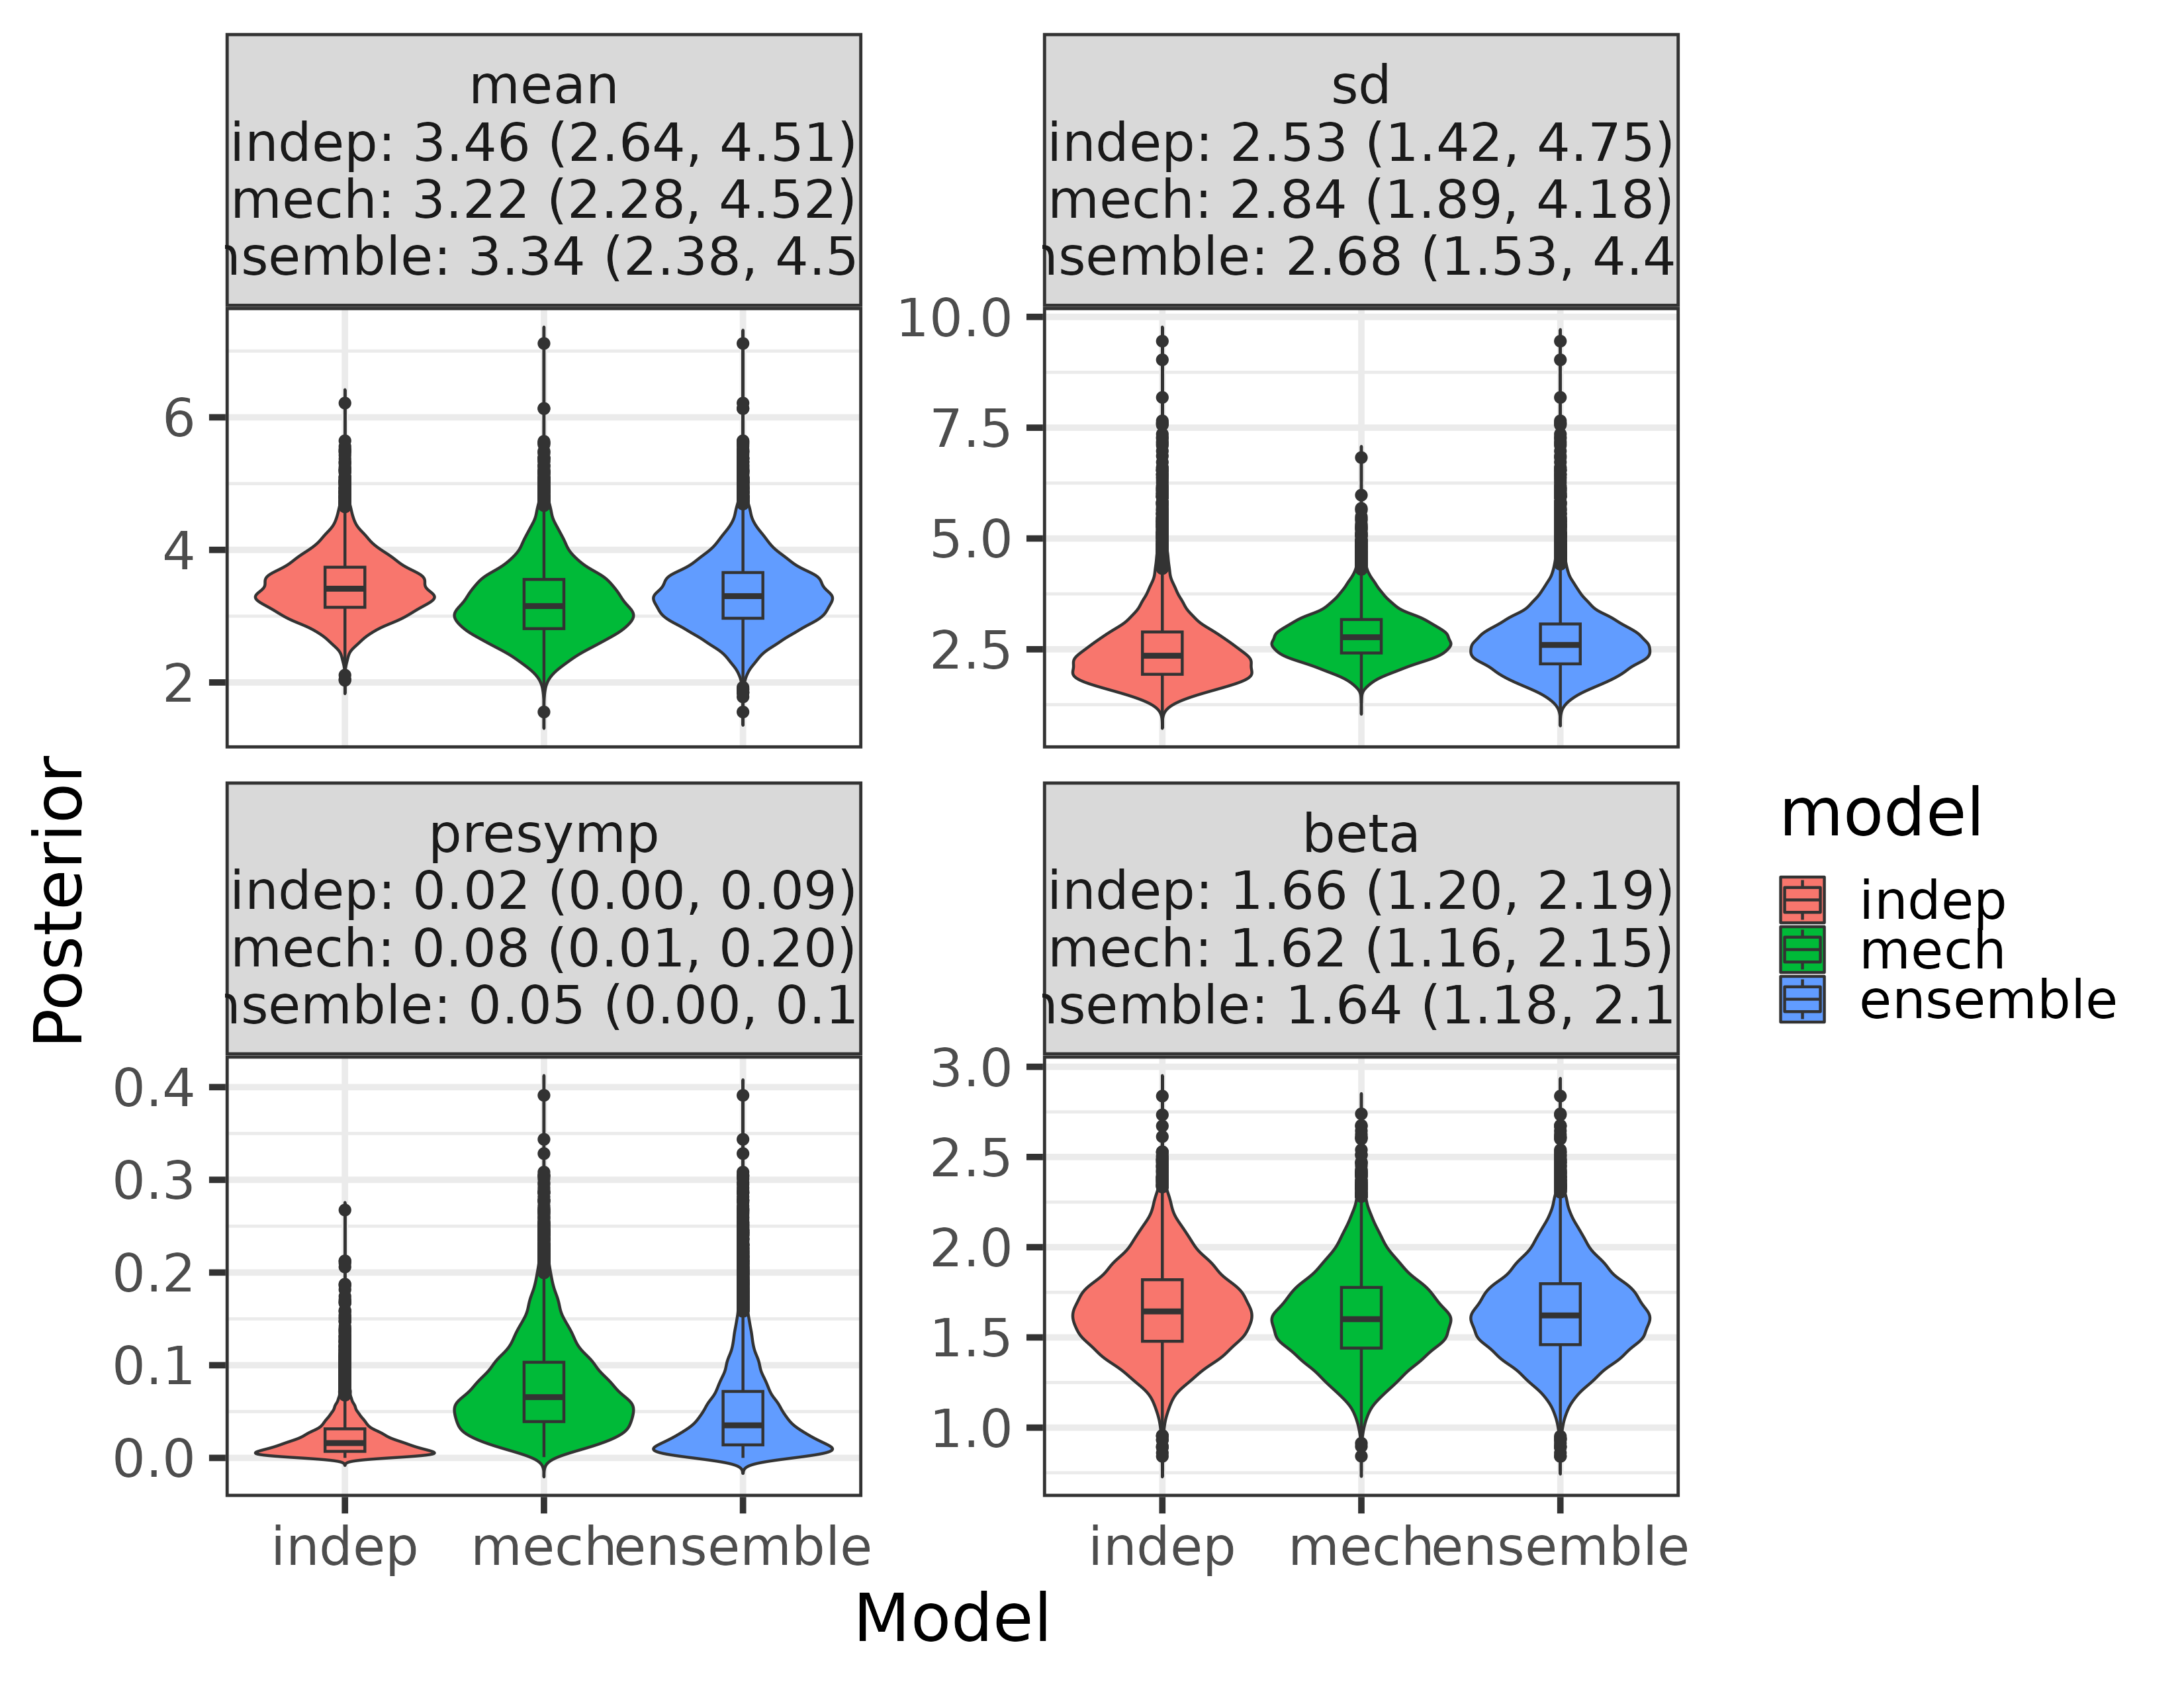 mean
indep: 3.46 (2.64, 4.51)
mech: 3.22 (2.28, 4.52)
nsemble: 3.34 (2.38, 4.5
sd
indep: 2.53 (1.42, 4.75)
mech: 2.84 (1.89, 4.18)
nsemble: 2.68 (1.53, 4.4
6
4
2
10.0
7.5
5.0
2.5
Posterior
presymp
indep: 0.02 (0.00, 0.09)
mech: 0.08 (0.01, 0.20)
nsemble: 0.05 (0.00, 0.1
beta
indep: 1.66 (1.20, 2.19)
mech: 1.62 (1.16, 2.15)
nsemble: 1.64 (1.18, 2.1
0.4
0.3
0.2
0.1
0.0
3.0
2.5
2.0
1.5
1.0
indep mech ensemble
indep mech ensemble
Model
model
indep
mech
ensemble